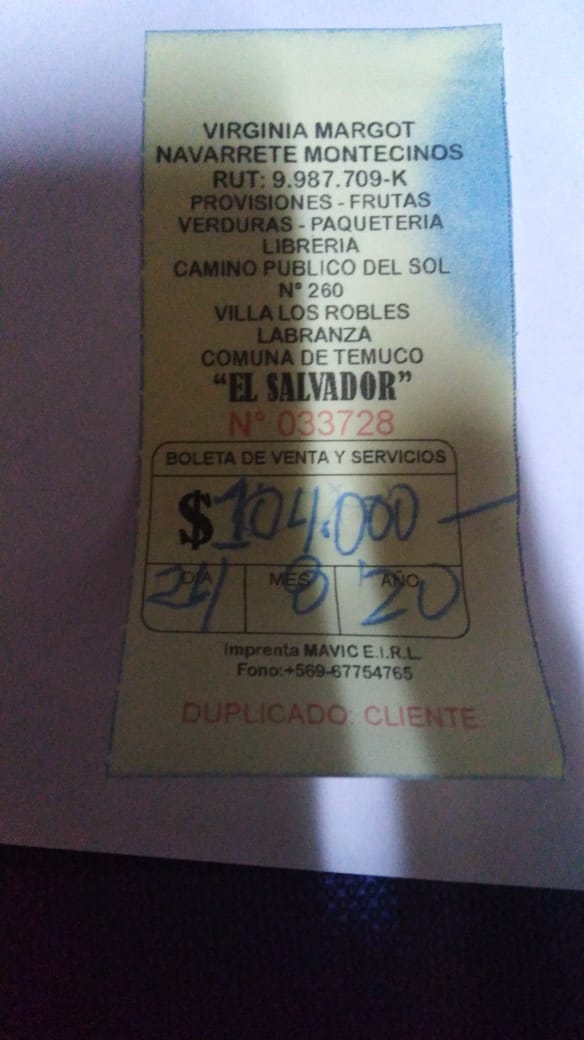 VIRGINIA MARGOT
NAVARRETE MONTECINOS
RUT: 9.987.709-K
PROVISIONES - FRUTAS
VERDURAS - PAQUETERIA
LIBRERIA
CAMINO PUBLICO DEL SOL
N° 260
VILLA LOS ROBLES
LABRANZA
COMUNA DE TEMUCO
“EL SALVADOR”
N° 033728
BOLETA DE VENTA Y SERVICIOS
$ 104.000 —
DIA MES AÑO
8 20
Imprenta MAVIC E.I.R.L.
Fono:+569-67754765
DUPLICADO: CLIENTE